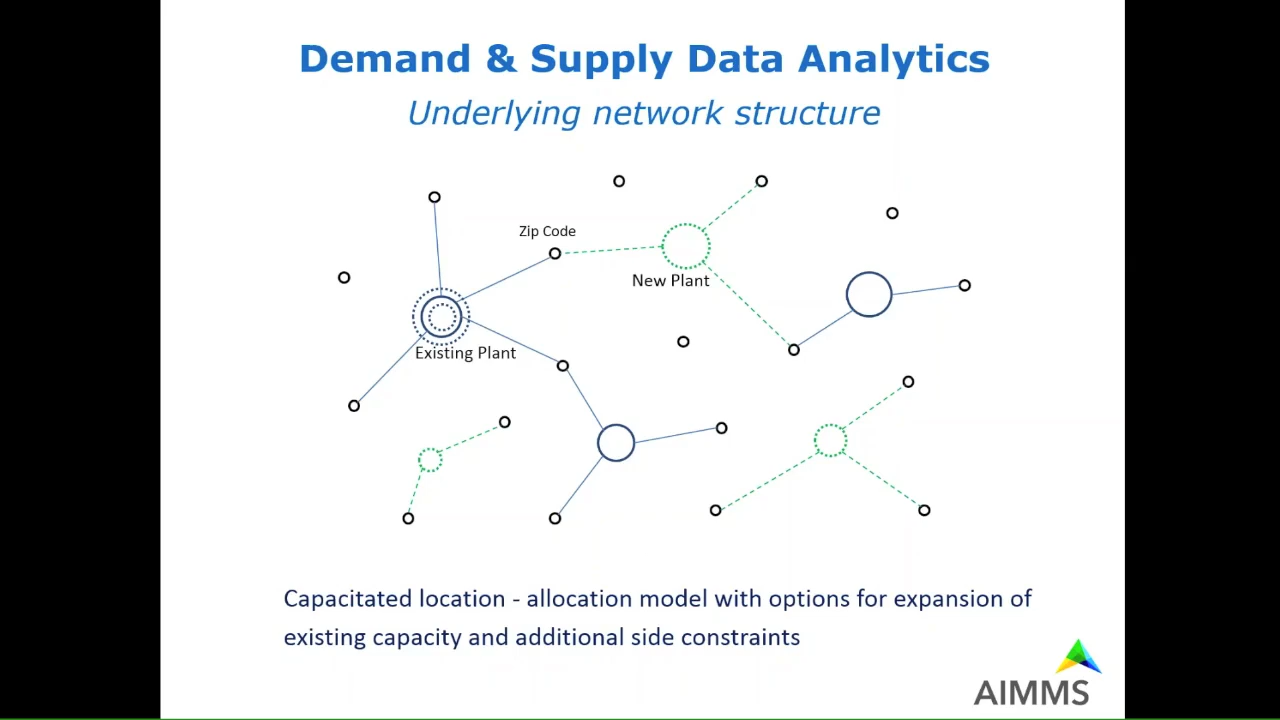 Demand & Supply Data Analytics
Underlying network structure
Zip Code
New Plant
Existing Plant
Capacitated location - allocation model with options for expansion of
existing capacity and additional side constraints
AIMMS